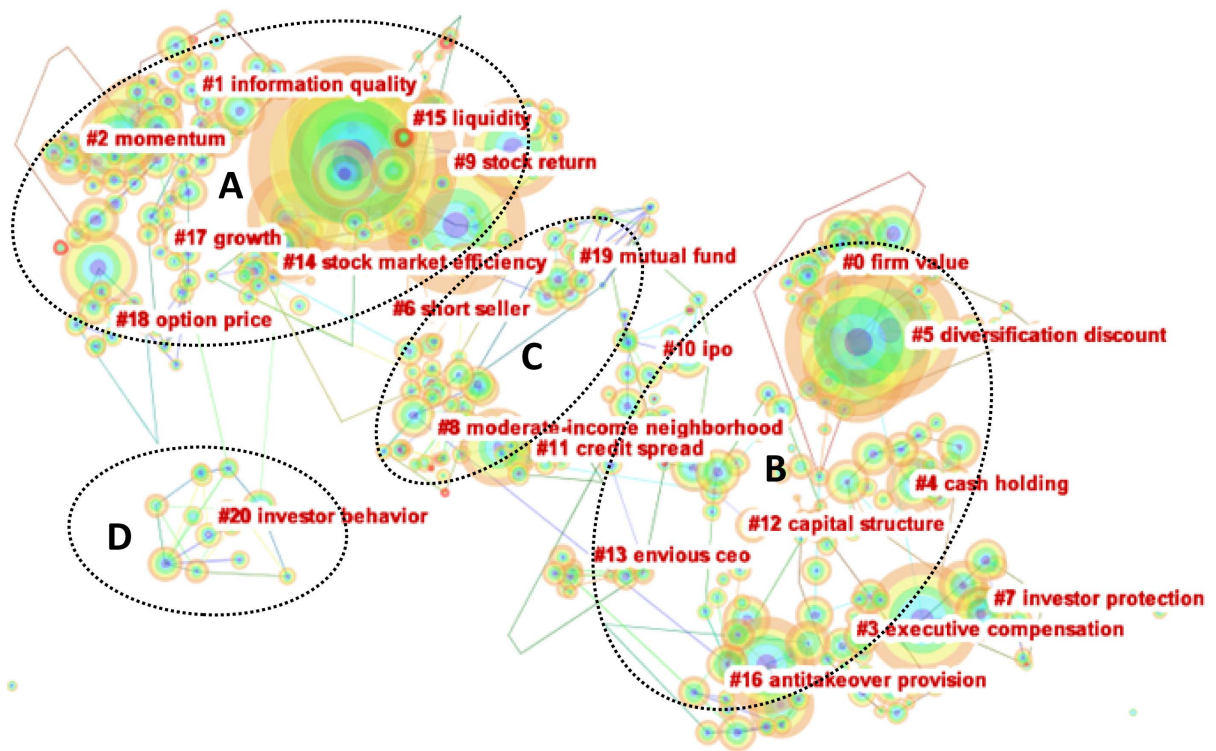 #1 information quality
#15 liquidity
#2 momentum
#9 stock return
A
#17 growth
#14 stock market efficiency
#19 mutual fund
#0 firm value
#6 short seller
#18 option price
#5 diversification discount
C
#10 ipo
#8 moderate-income neighborhood
#11 credit spread
B
#4 cash holding
#20 investor behavior
#12 capital structure
D
#13 envious ceo
#7 investor protection
#3 executive compensation
#16 antitakeover provision